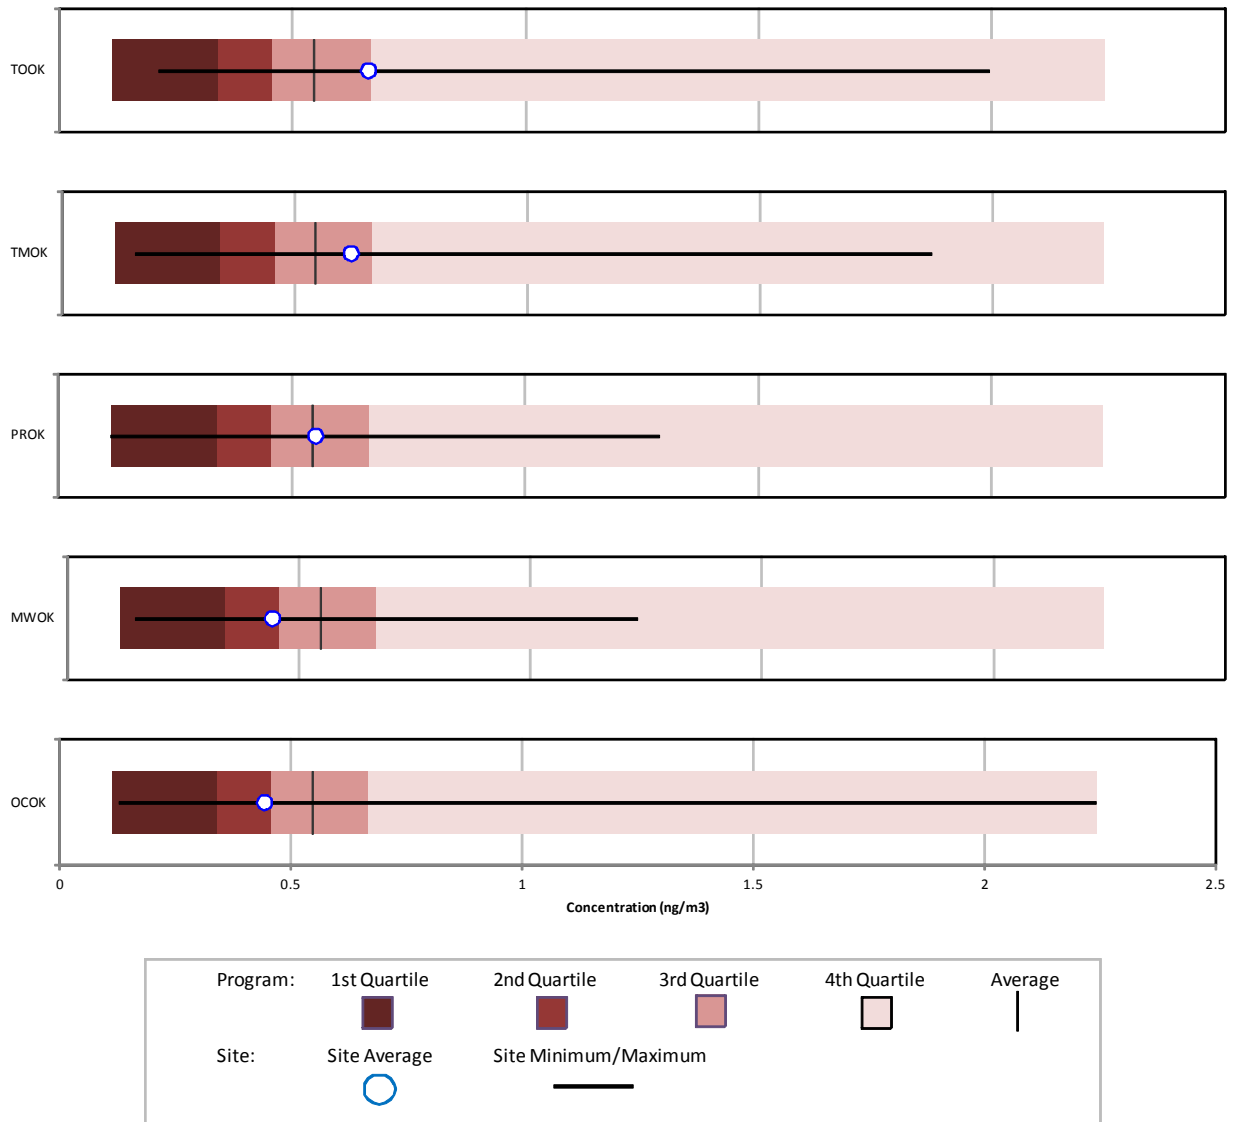 TOOK
TMOK
PROK
MWOK
OCOK
0 0.5 1 1.5 2 2.5
Concentration (ng/m3)
Program: 1st Quartile 2nd Quartile 3rd Quartile 4th Quartile Average
Site: Site Average Site Minimum/Maximum